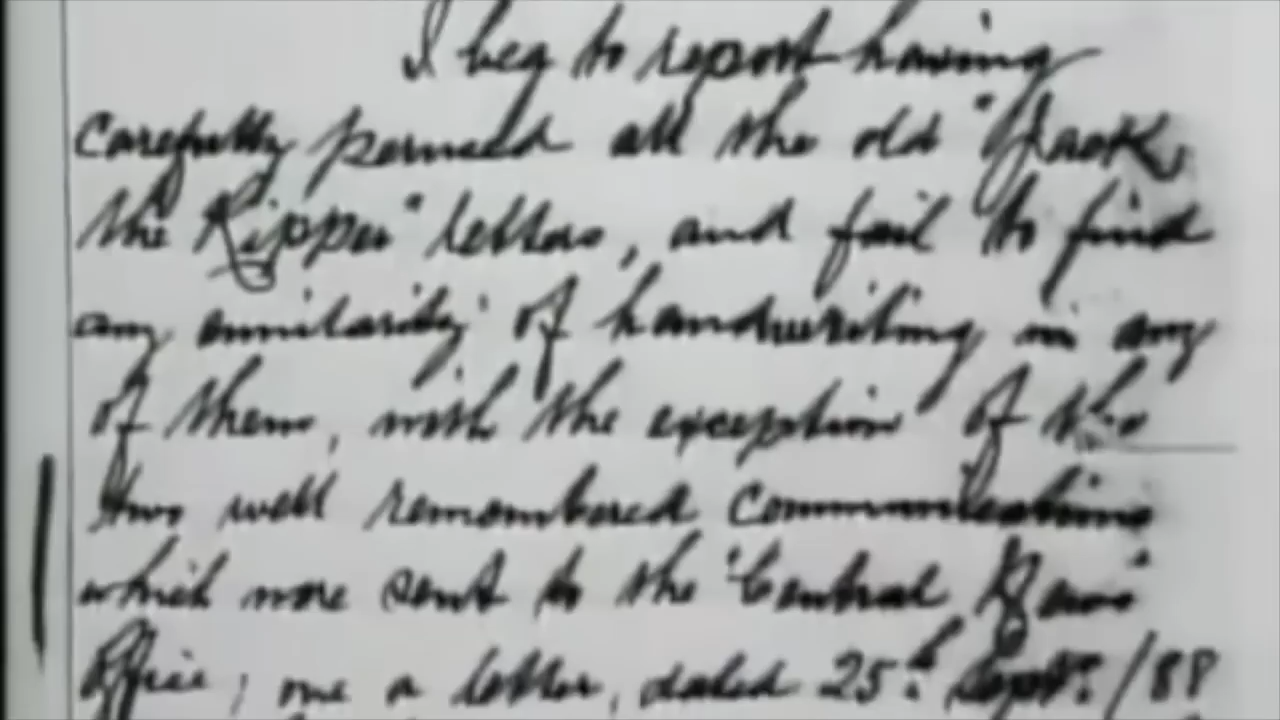 I beg to report having
carefully perused all the old "Jack
the Ripper" letters, and fail to find
any similarity of handwriting in any
of them, with the exception of the
two well remembered communications
which were sent to the "Central News"
Office; one a letter, dated 25th Sept. /88